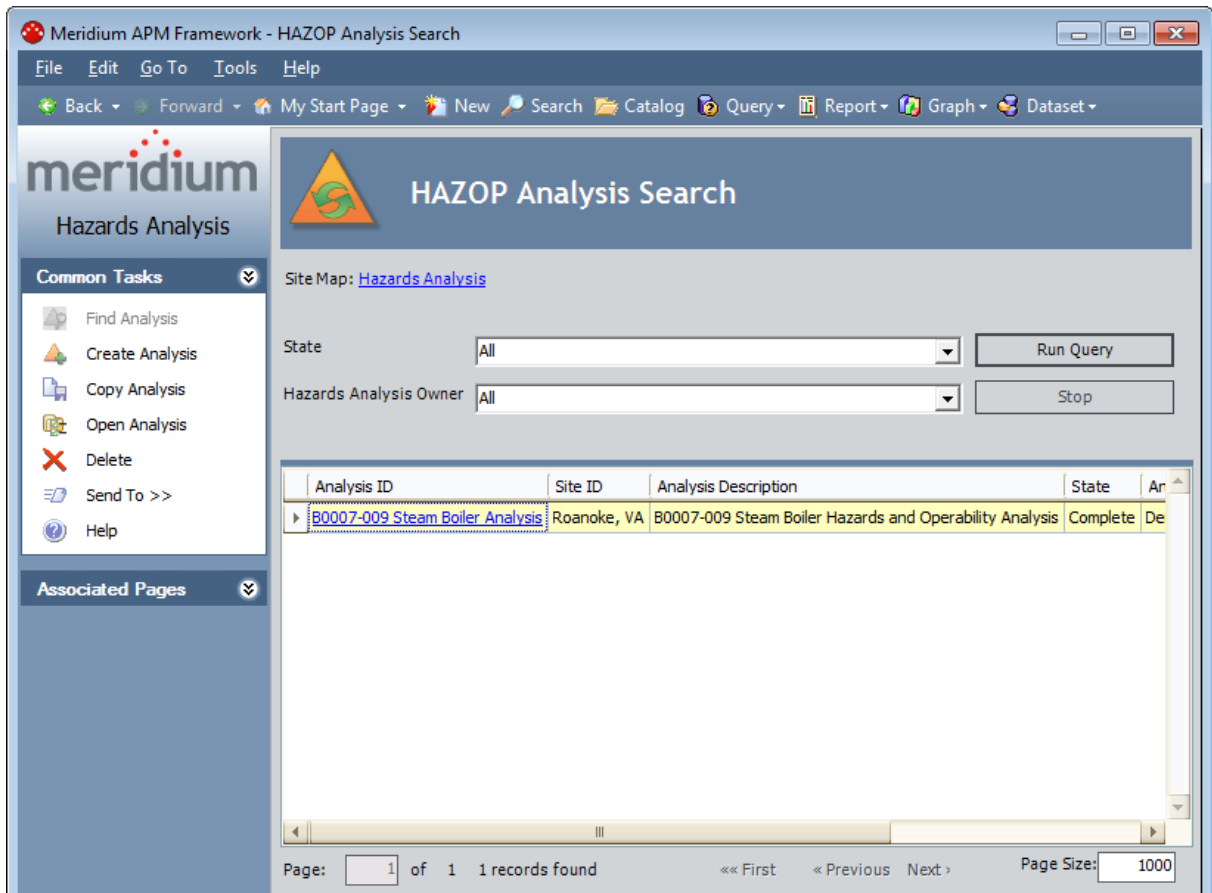 Meridium APM Framework - HAZOP Analysis Search
File Edit Go To Tools Help
Back Forward My Start Page New Search Catalog Query Report Graph Dataset
meridium
Hazards Analysis
HAZOP Analysis Search
Common Tasks
Find Analysis
Create Analysis
Copy Analysis
Open Analysis
Delete
Send To >>
Help
Associated Pages
Site Map: Hazards Analysis
State All Run Query
Hazards Analysis Owner All Stop
Analysis ID Site ID Analysis Description State An
B0007-009 Steam Boiler Analysis Roanoke, VA B0007-009 Steam Boiler Hazards and Operability Analysis Complete De
Page: 1 of 1 1 records found «« First « Previous Next › Page Size: 1000